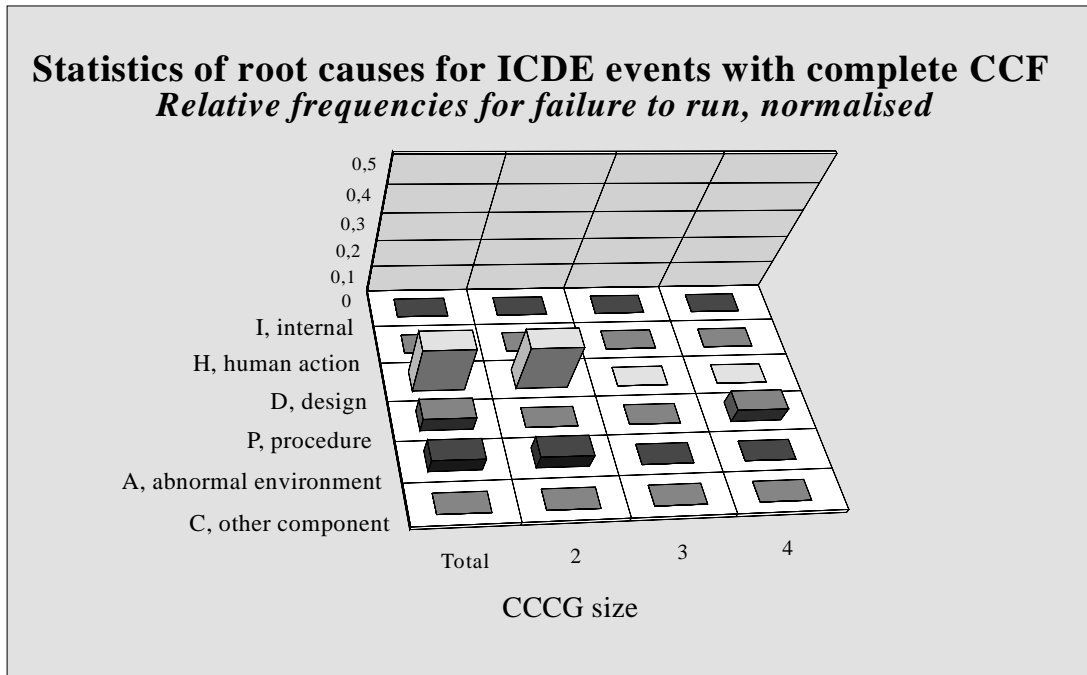 Statistics of root causes for ICDE events with complete CCF
Relative frequencies for failure to run, normalised
0,5
0,4
0,3
0,2
0,1
0
I, internal
H, human action
D, design
P, procedure
A, abnormal environment
C, other component
Total 2 3 4
CCCG size